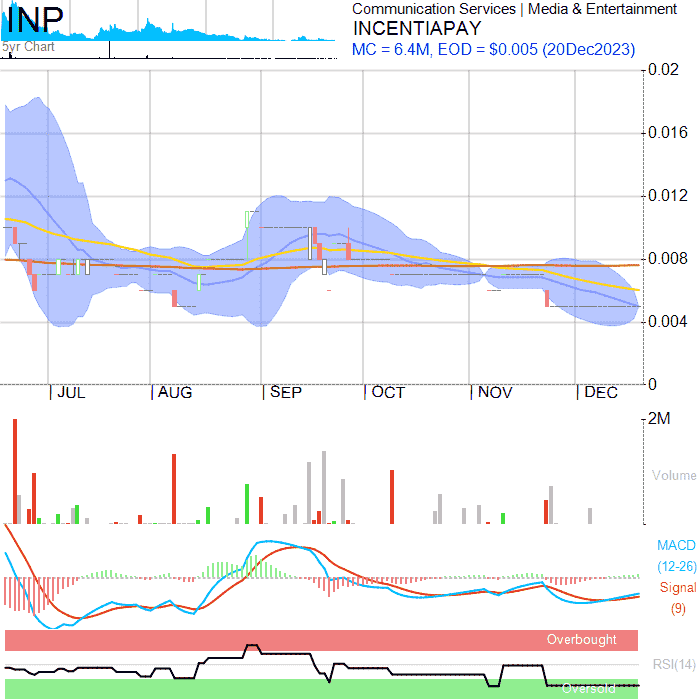 INP
5yr Chart
Communication Services | Media & Entertainment
INCENTIAPAY
MC = 6.4M, EOD = $0.005 (20Dec2023)
0.02
0.016
0.012
0.008
0.004
0
JUL AUG SEP OCT NOV DEC
2M
Volume
MACD
(12-26)
Signal
(9)
Overbought
RSI(14)
Oversold